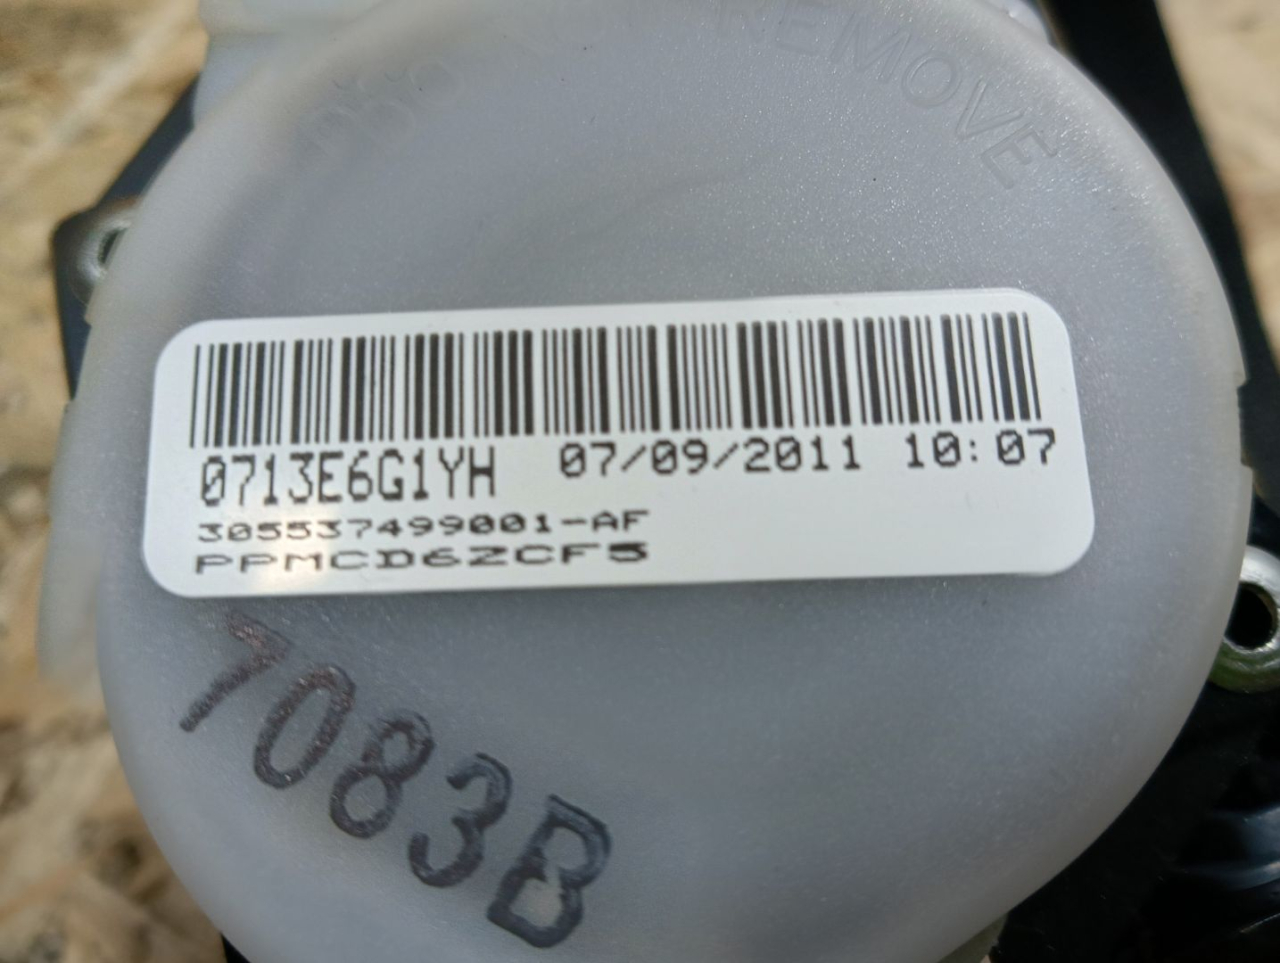 REMOVE
0713E6G1YH 07/09/2011 10:07
305537499001-AF
PPMCD6ZCF5
7083B